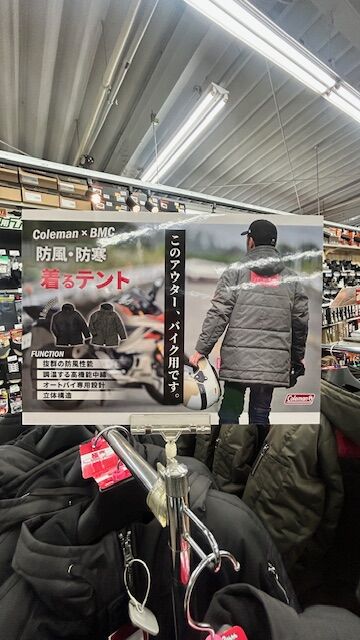 Coleman × BMC
防風・防寒
着るテント
このアウター、バイク用です。
FUNCTION
抜群の防風性能
調温する高機能中綿
オートバイ専用設計
立体構造
Coleman